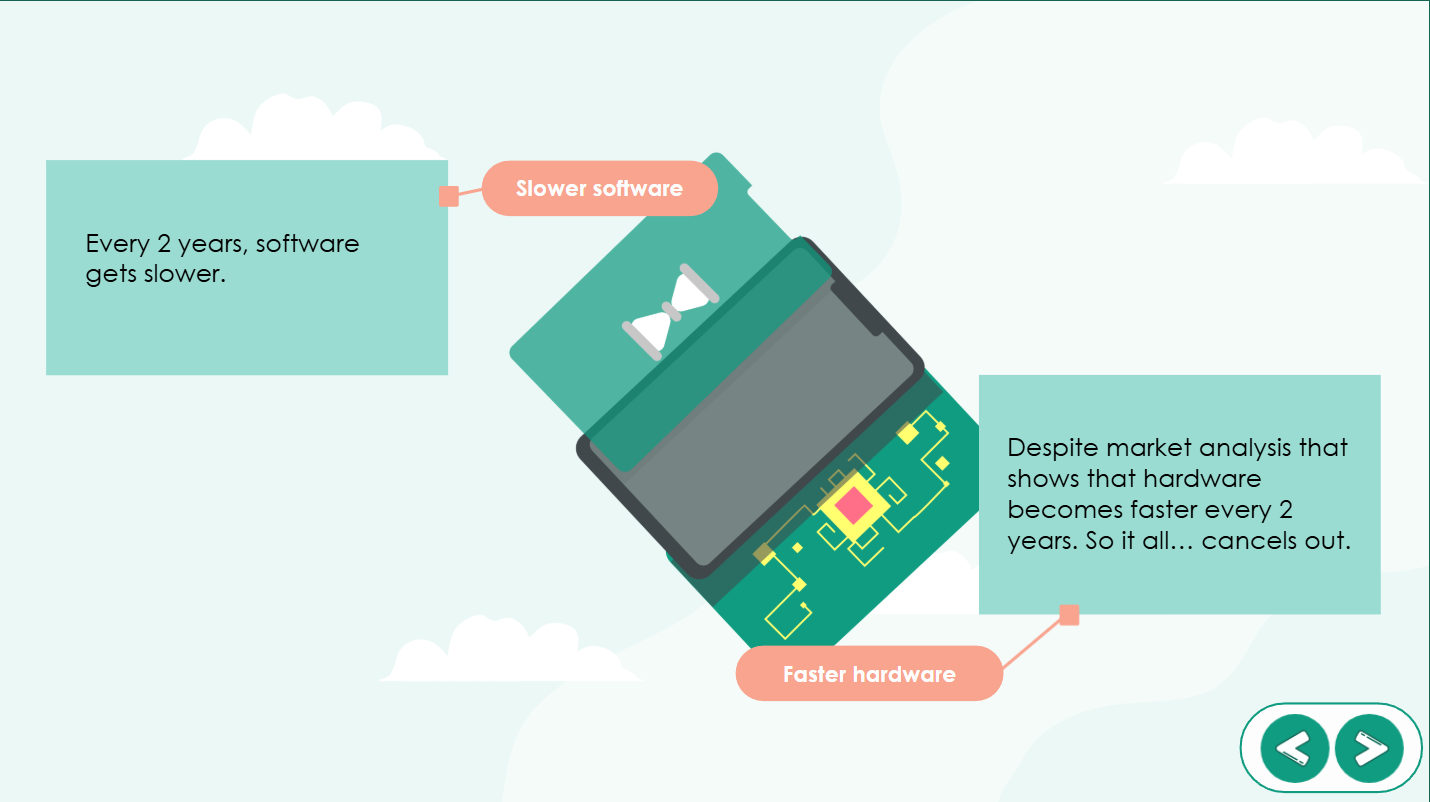 Slower software
Every 2 years, software
gets slower.
Despite market analysis that
shows that hardware
becomes faster every 2
years. So it all... cancels out.
Faster hardware